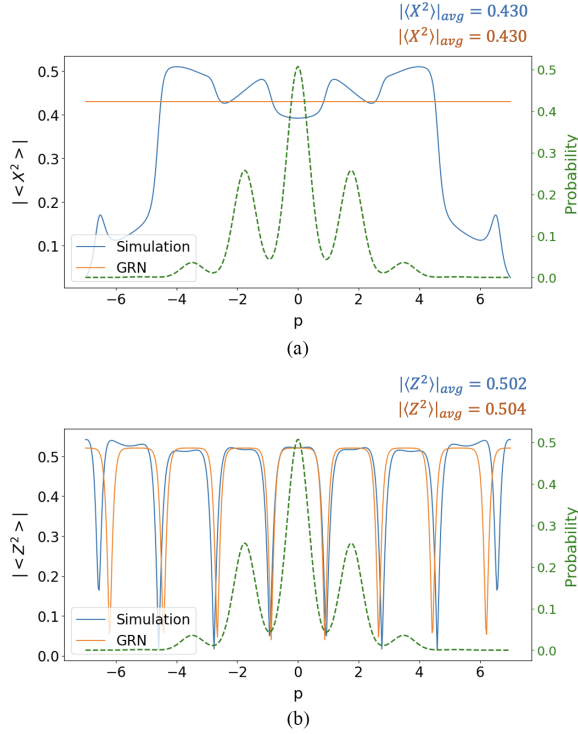 |⟨X²⟩|avg = 0.430
|⟨X²⟩|avg = 0.430
0.5
0.4
0.3
0.2
0.1
| < X² > |
0.5
0.4
0.3
0.2
0.1
0.0
Probability
Simulation
GRN
−6 −4 −2 0 2 4 6
p
(a)
|⟨Z²⟩|avg = 0.502
|⟨Z²⟩|avg = 0.504
0.5
0.4
0.3
0.2
0.1
0.0
| < Z² > |
0.5
0.4
0.3
0.2
0.1
0.0
Probability
Simulation
GRN
−6 −4 −2 0 2 4 6
p
(b)